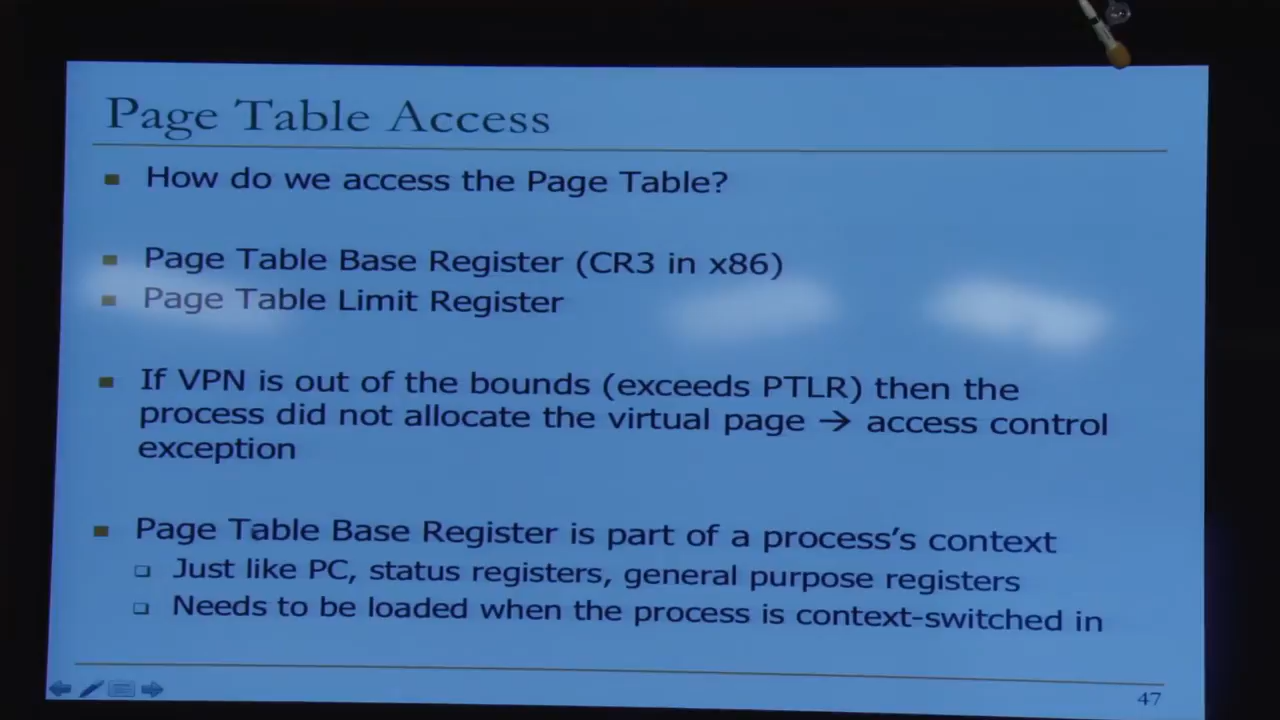 Page Table Access
How do we access the Page Table?
Page Table Base Register (CR3 in x86)
Page Table Limit Register
If VPN is out of the bounds (exceeds PTLR) then the
process did not allocate the virtual page → access control
exception
Page Table Base Register is part of a process's context
Just like PC, status registers, general purpose registers
Needs to be loaded when the process is context-switched in
47